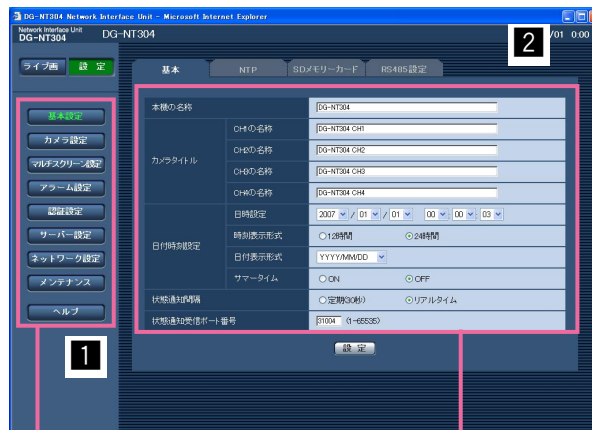 DG-NT304 Network Interface Unit - Microsoft Internet Explorer
Network Interface Unit
DG-NT304
DG-NT304
/01 0:00
2
ライブ画 設 定
基本 NTP SDメモリーカード RS485設定
基本設定
カメラ設定
マルチスクリーン設定
アラーム設定
認証設定
サーバー設定
ネットワーク設定
メンテナンス
ヘルプ
1
本機の名称 DG-NT304
カメラタイトル
CH1の名称 DG-NT304 CH1
CH2の名称 DG-NT304 CH2
CH3の名称 DG-NT304 CH3
CH4の名称 DG-NT304 CH4
日付時刻設定
日時設定 2007 / 01 / 01 00 : 00 : 03
時刻表示形式 12時間 24時間
日付表示形式 YYYY/MM/DD
サマータイム ON OFF
状態通知間隔 定期(30秒) リアルタイム
状態通知受信ポート番号 31004 (1-65535)
設 定